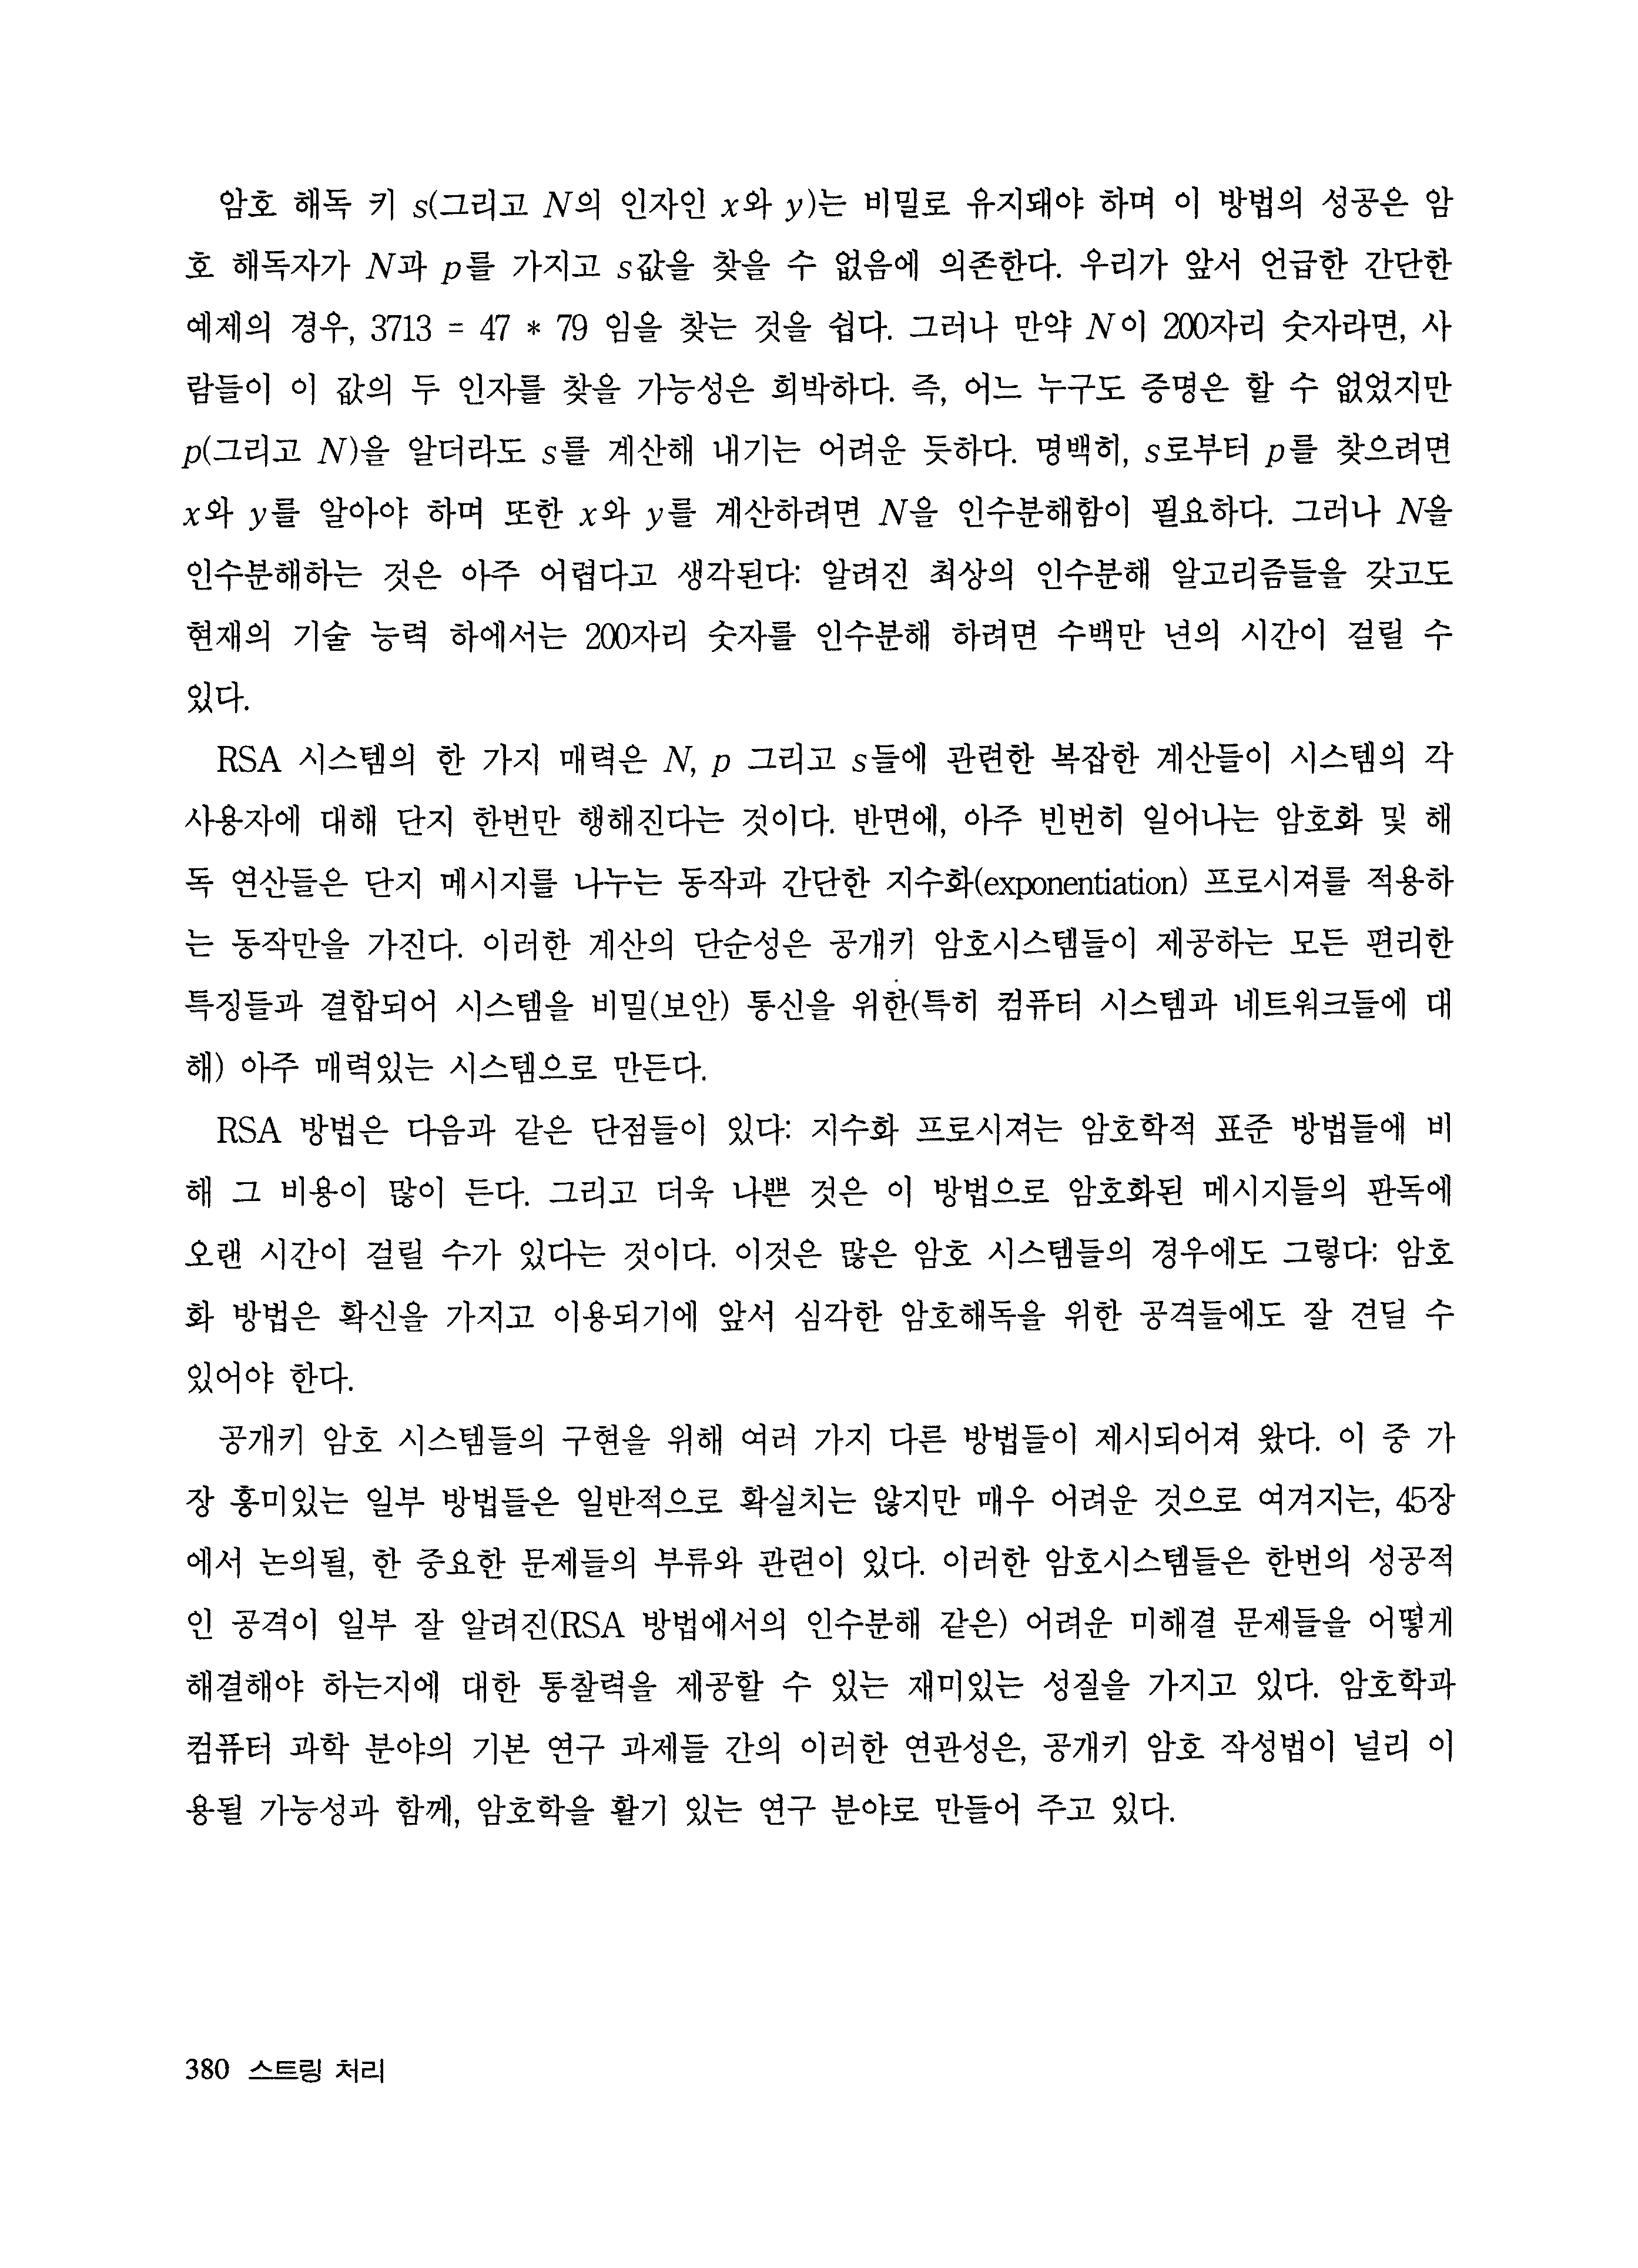 암호 해독 키 s(그리고 N의 인자인 x와 y)는 비밀로 유지돼야 하며 이 방법의 성공은 암
호 해독자가 N과 p를 가지고 s값을 찾을 수 없음에 의존한다. 우리가 앞서 언급한 간단한
예제의 경우, 3713 = 47 * 79 임을 찾는 것을 쉽다. 그러나 만약 N이 200자리 숫자라면, 사
람들이 이 값의 두 인자를 찾을 가능성은 희박하다. 즉, 어느 누구도 증명은 할 수 없었지만
p(그리고 N)을 알더라도 s를 계산해 내기는 어려운 듯하다. 명백히, s로부터 p를 찾으려면
x와 y를 알아야 하며 또한 x와 y를 계산하려면 N을 인수분해함이 필요하다. 그러나 N을
인수분해하는 것은 아주 어렵다고 생각된다: 알려진 최상의 인수분해 알고리즘들을 갖고도
현재의 기술 능력 하에서는 200자리 숫자를 인수분해 하려면 수백만 년의 시간이 걸릴 수
있다.
RSA 시스템의 한 가지 매력은 N, p 그리고 s들에 관련한 복잡한 계산들이 시스템의 각
사용자에 대해 단지 한번만 행해진다는 것이다. 반면에, 아주 빈번히 일어나는 암호화 및 해
독 연산들은 단지 메시지를 나누는 동작과 간단한 지수화(exponentiation) 프로시져를 적용하
는 동작만을 가진다. 이러한 계산의 단순성은 공개키 암호시스템들이 제공하는 모든 편리한
특징들과 결합되어 시스템을 비밀(보안) 통신을 위한(특히 컴퓨터 시스템과 네트워크들에 대
해) 아주 매력있는 시스템으로 만든다.
RSA 방법은 다음과 같은 단점들이 있다: 지수화 프로시져는 암호학적 표준 방법들에 비
해 그 비용이 많이 든다. 그리고 더욱 나쁜 것은 이 방법으로 암호화된 메시지들의 판독에
오랜 시간이 걸릴 수가 있다는 것이다. 이것은 많은 암호 시스템들의 경우에도 그렇다: 암호
화 방법은 확신을 가지고 이용되기에 앞서 심각한 암호해독을 위한 공격들에도 잘 견딜 수
있어야 한다.
공개키 암호 시스템들의 구현을 위해 여러 가지 다른 방법들이 제시되어져 왔다. 이 중 가
장 흥미있는 일부 방법들은 일반적으로 확실치는 않지만 매우 어려운 것으로 여겨지는, 45장
에서 논의될, 한 중요한 문제들의 부류와 관련이 있다. 이러한 암호시스템들은 한번의 성공적
인 공격이 일부 잘 알려진(RSA 방법에서의 인수분해 같은) 어려운 미해결 문제들을 어떻게
해결해야 하는지에 대한 통찰력을 제공할 수 있는 재미있는 성질을 가지고 있다. 암호학과
컴퓨터 과학 분야의 기본 연구 과제들 간의 이러한 연관성은, 공개키 암호 작성법이 널리 이
용될 가능성과 함께, 암호학을 활기 있는 연구 분야로 만들어 주고 있다.
380 스트링 처리